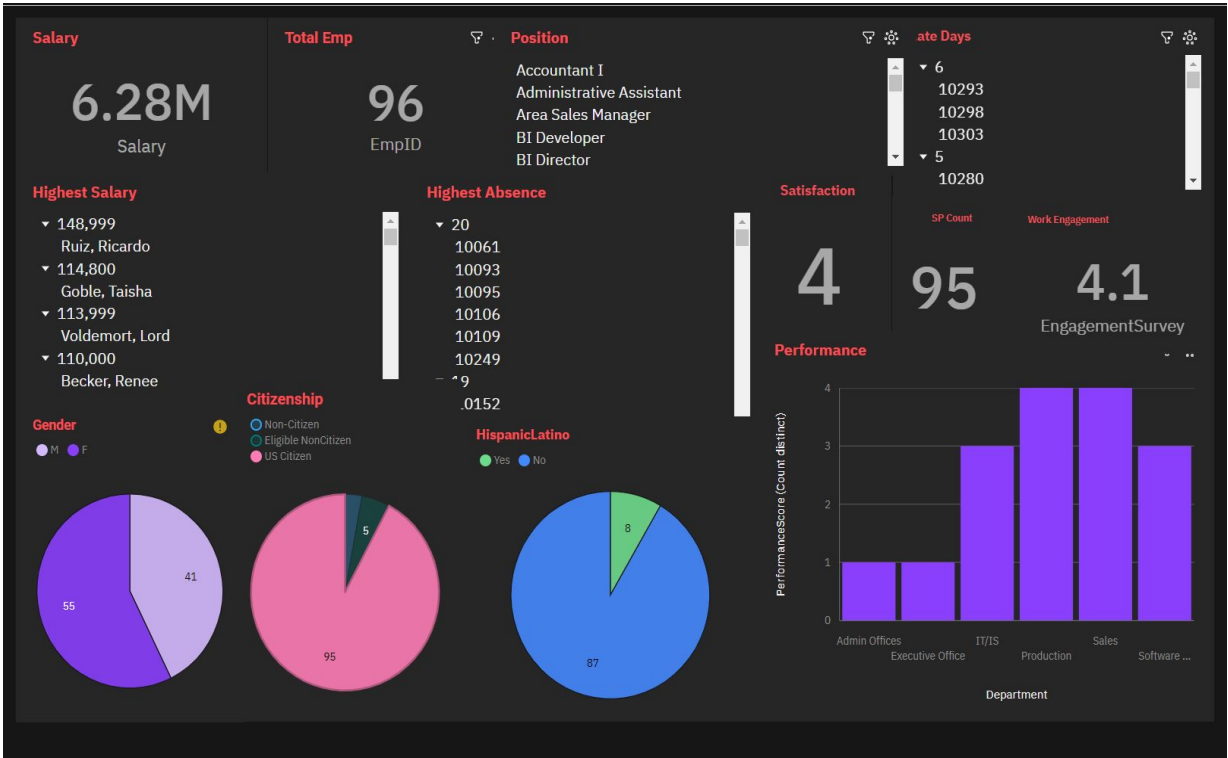 Salary
6.28M
Salary
Total Emp
96
EmpID
Position
Accountant I
Administrative Assistant
Area Sales Manager
BI Developer
BI Director
ate Days
6
10293
10298
10303
5
10280
Highest Salary
148,999
Ruiz, Ricardo
114,800
Goble, Taisha
113,999
Voldemort, Lord
110,000
Becker, Renee
Highest Absence
20
10061
10093
10095
10106
10109
10249
19
0152
Satisfaction
4
SP Count
95
Work Engagement
4.1
EngagementSurvey
Gender
M F
41
55
Citizenship
Non-Citizen
Eligible NonCitizen
US Citizen
5
95
HispanicLatino
Yes No
8
87
Performance
PerformanceScore (Count distinct)
4
3
2
1
0
Admin Offices
Executive Office
IT/IS
Production
Sales
Software ...
Department